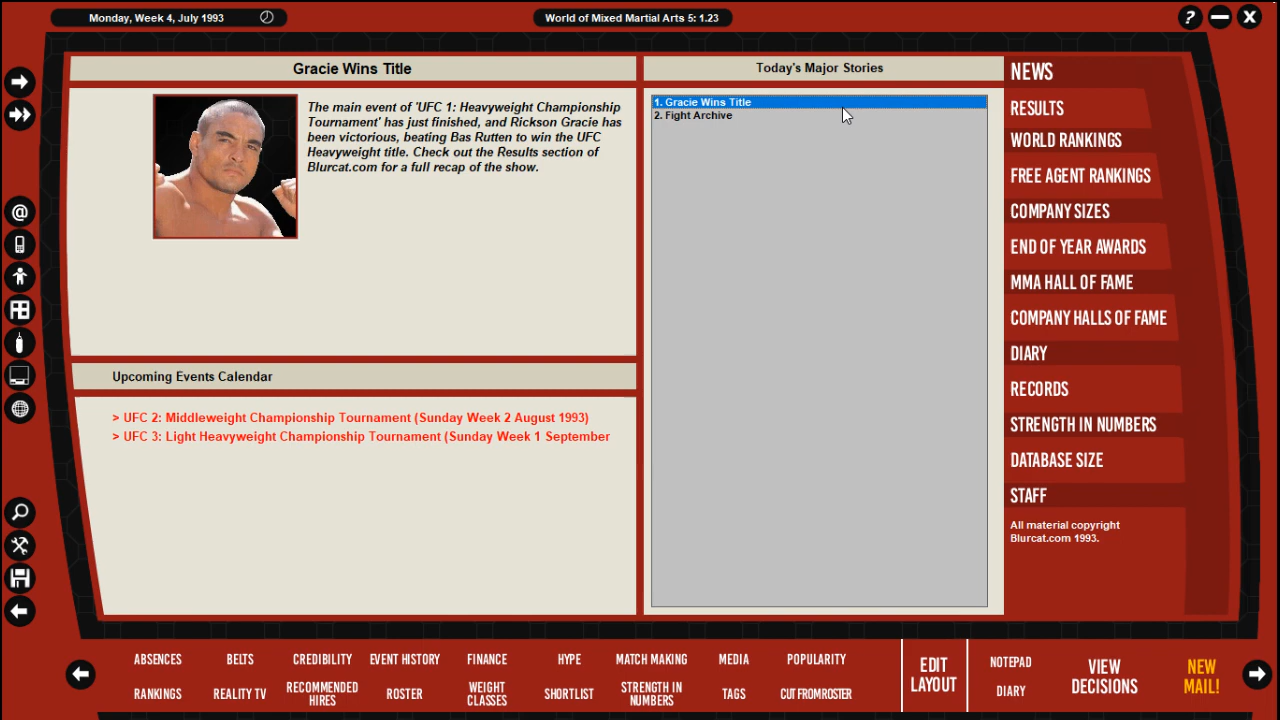 Monday, Week 4, July 1993
World of Mixed Martial Arts 5: 1.23
?
X
Gracie Wins Title
The main event of 'UFC 1: Heavyweight Championship
Tournament' has just finished, and Rickson Gracie has
been victorious, beating Bas Rutten to win the UFC
Heavyweight title. Check out the Results section of
Blurcat.com for a full recap of the show.
Upcoming Events Calendar
> UFC 2: Middleweight Championship Tournament (Sunday Week 2 August 1993)
> UFC 3: Light Heavyweight Championship Tournament (Sunday Week 1 September
Today's Major Stories
1. Gracie Wins Title
2. Fight Archive
NEWS
RESULTS
WORLD RANKINGS
FREE AGENT RANKINGS
COMPANY SIZES
END OF YEAR AWARDS
MMA HALL OF FAME
COMPANY HALLS OF FAME
DIARY
RECORDS
STRENGTH IN NUMBERS
DATABASE SIZE
STAFF
All material copyright
Blurcat.com 1993.
@
ABSENCES
BELTS
CREDIBILITY
EVENT HISTORY
FINANCE
HYPE
MATCH MAKING
MEDIA
POPULARITY
RANKINGS
REALITY TV
RECOMMENDED
HIRES
ROSTER
WEIGHT
CLASSES
SHORTLIST
STRENGTH IN
NUMBERS
TAGS
CUT FROM ROSTER
EDIT
LAYOUT
NOTEPAD
DIARY
VIEW
DECISIONS
NEW
MAIL!